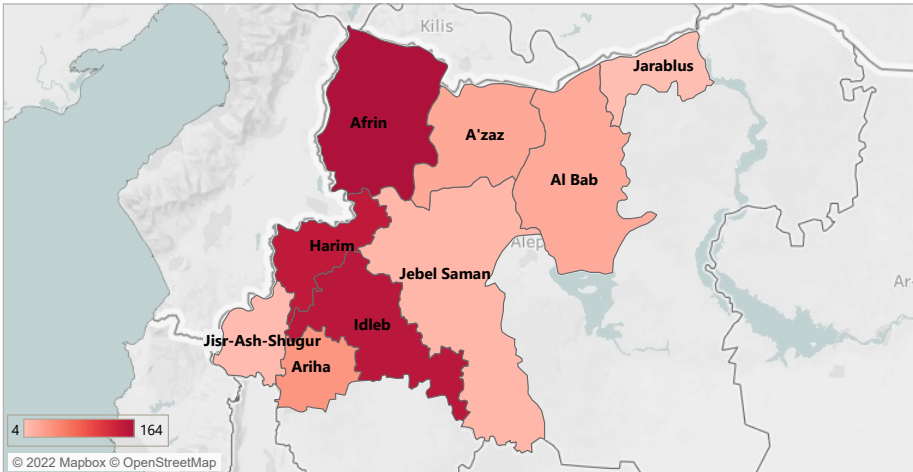 Kilis
Jarablus
Afrin
A'zaz
Al Bab
Harim
Alep
Jebel Saman
Ar-
Idleb
Jisr-Ash-Shugur
Ariha
4 164
© 2022 Mapbox © OpenStreetMap